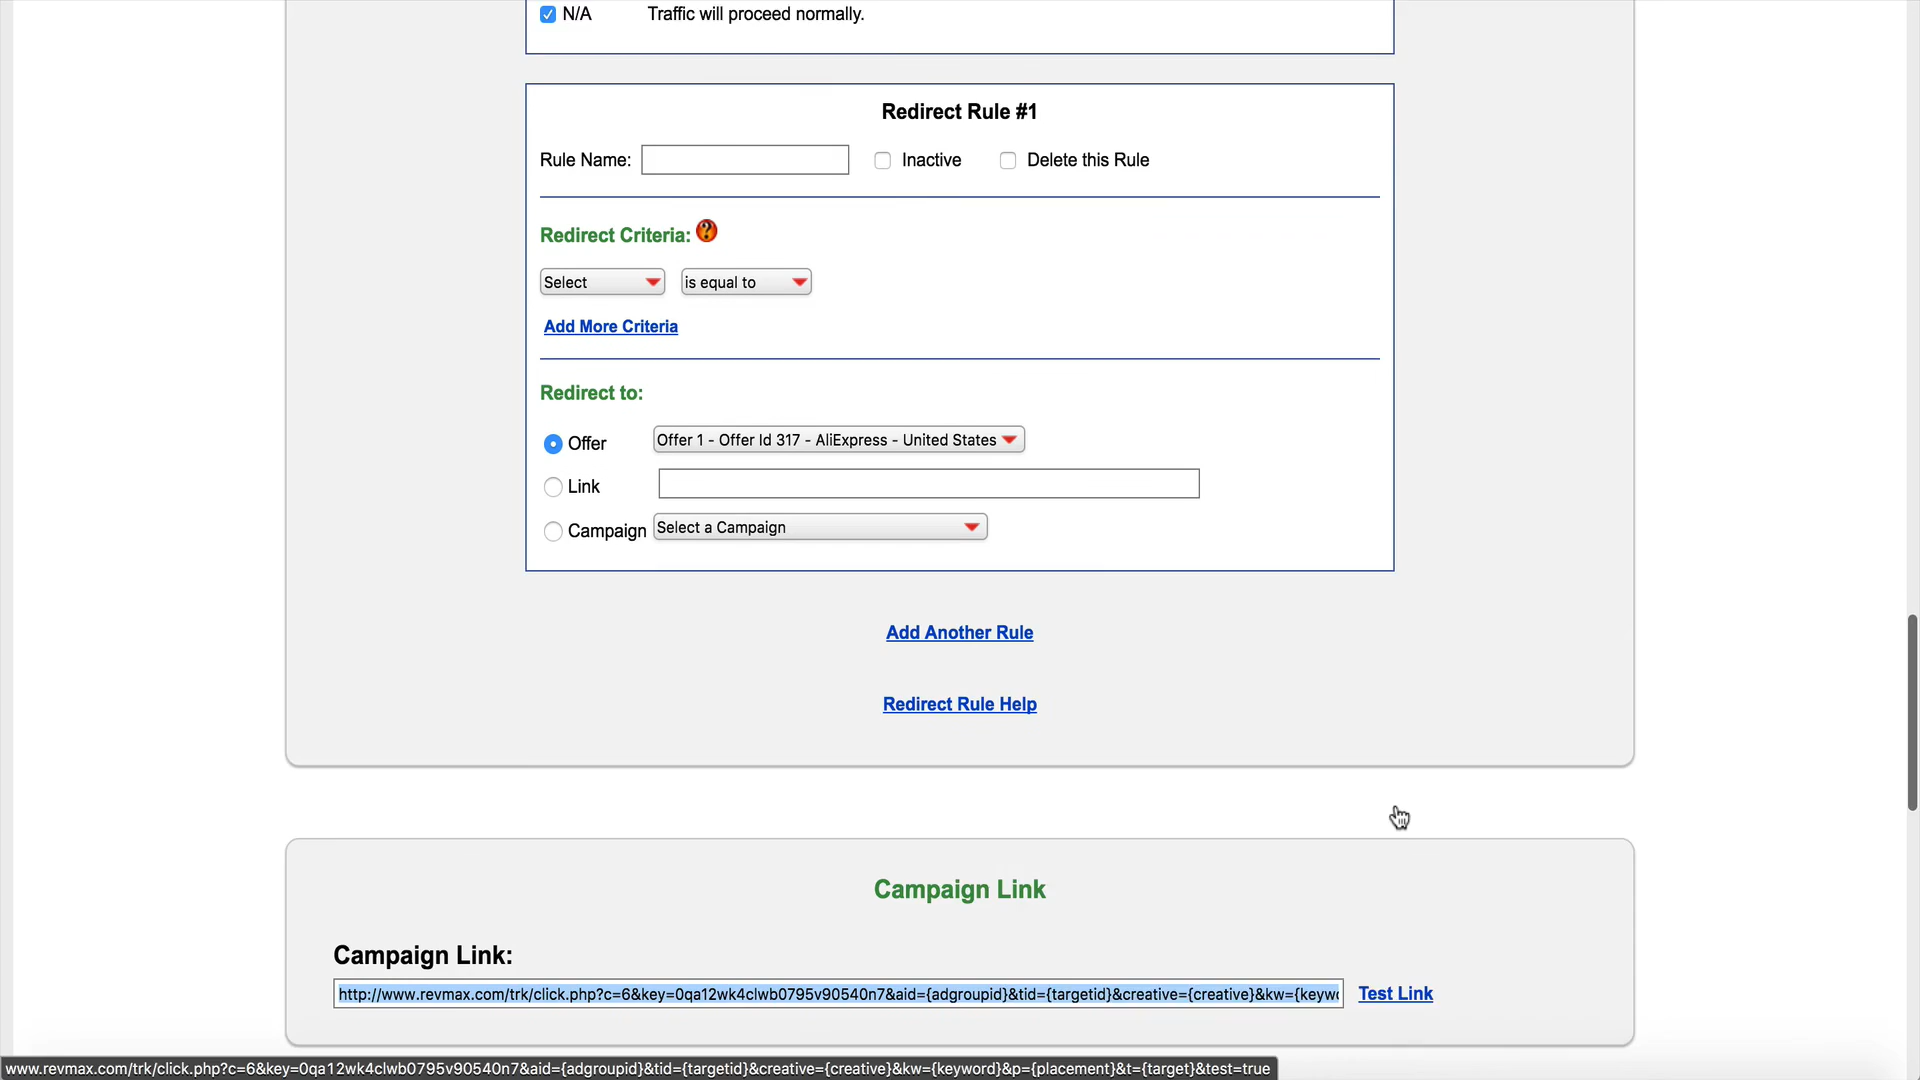 N/A Traffic will proceed normally.
Redirect Rule #1
Rule Name: Inactive Delete this Rule
Redirect Criteria: ?
Select is equal to
Add More Criteria
Redirect to:
Offer Offer 1 - Offer Id 317 - AliExpress - United States
Link
Campaign Select a Campaign
Add Another Rule
Redirect Rule Help
Campaign Link
Campaign Link:
http://www.revmax.com/trk/click.php?c=6&key=0qa12wk4clwb0795v90540n7&aid={adgroupid}&tid={targetid}&creative={creative}&kw={keywo Test Link
www.revmax.com/trk/click.php?c=6&key=0qa12wk4clwb0795v90540n7&aid={adgroupid}&tid={targetid}&creative={creative}&kw={keyword}&p={placement}&t={target}&test=true